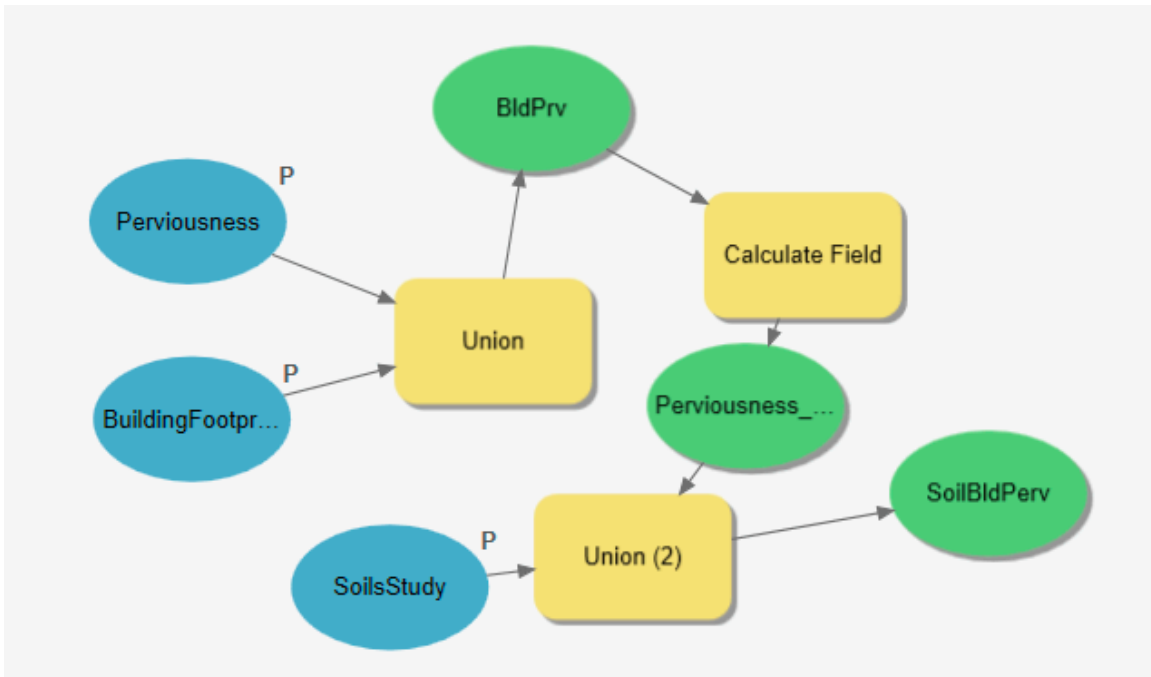 BldPrv
P
Perviousness
Calculate Field
Union
P
BuildingFootpr...
Perviousness_...
SoilBldPerv
P
Union (2)
SoilsStudy